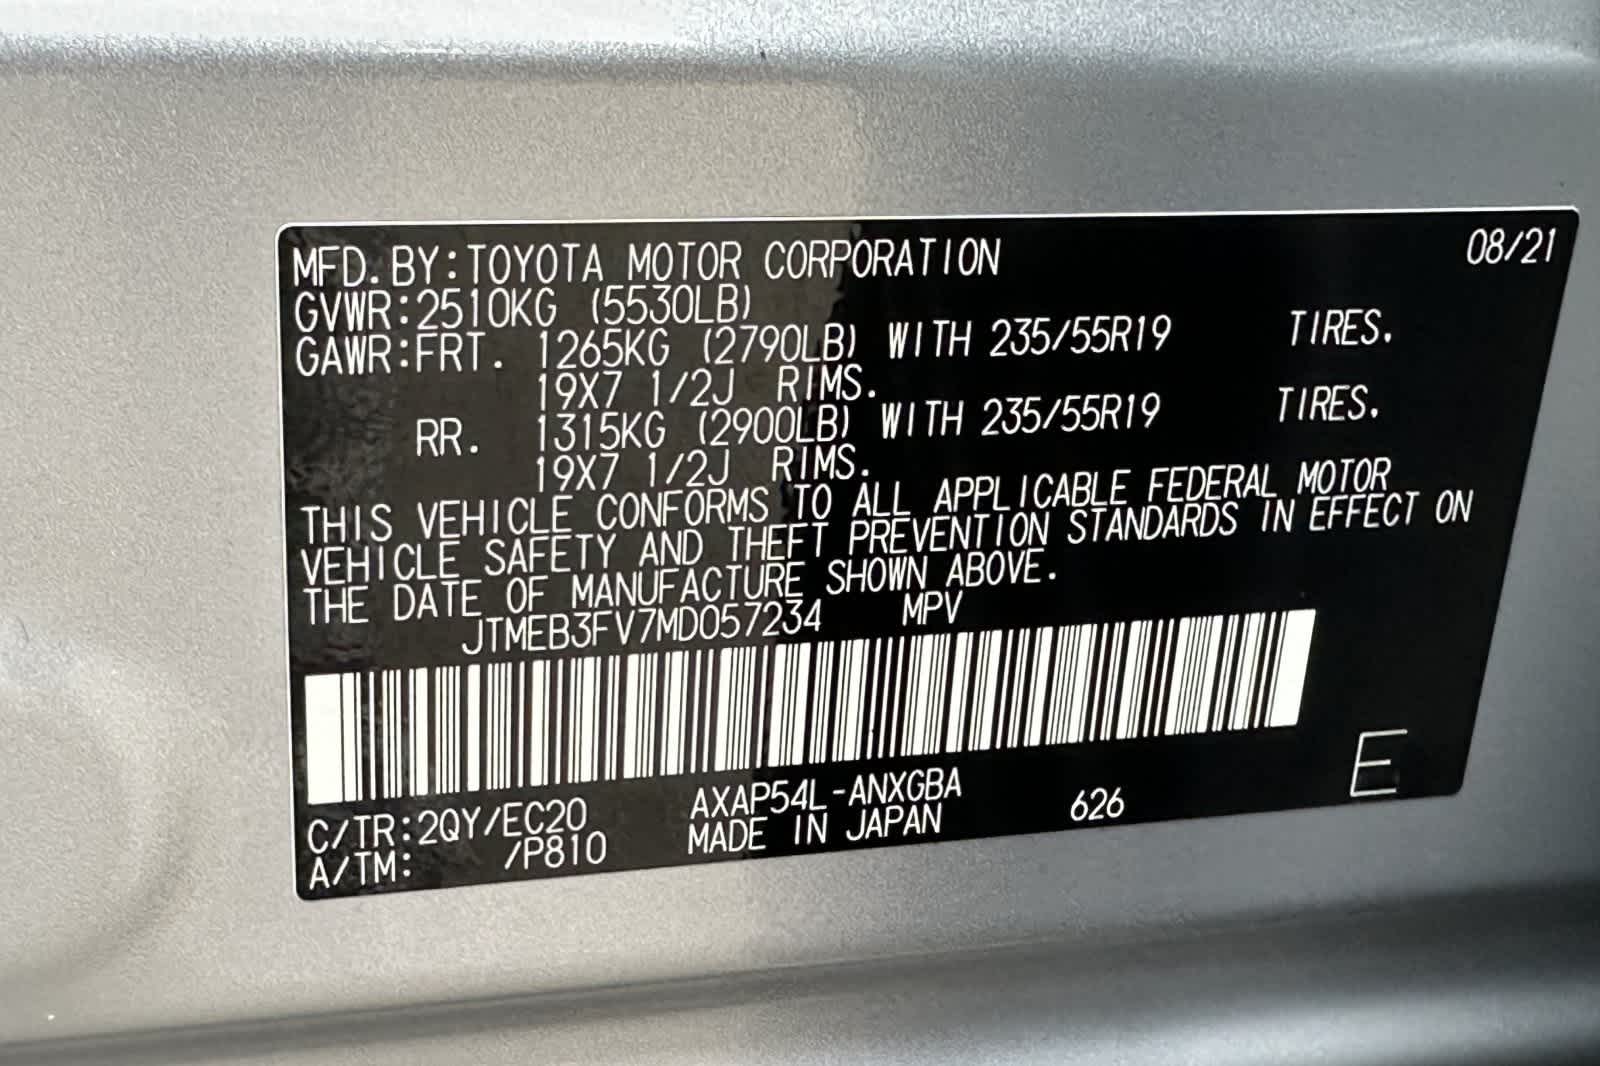 MFD. BY: TOYOTA MOTOR CORPORATION 08/21
GVWR: 2510KG (5530LB)
GAWR: FRT. 1265KG (2790LB) WITH 235/55R19 TIRES.
19X7 1/2J RIMS.
RR. 1315KG (2900LB) WITH 235/55R19 TIRES.
19X7 1/2J RIMS.
THIS VEHICLE CONFORMS TO ALL APPLICABLE FEDERAL MOTOR
VEHICLE SAFETY AND THEFT PREVENTION STANDARDS IN EFFECT ON
THE DATE OF MANUFACTURE SHOWN ABOVE.
JTMEB3FV7MD057234 MPV
C/TR: 2QY/EC20 AXAP54L-ANXGBA
A/TM: /P810 MADE IN JAPAN 626 E